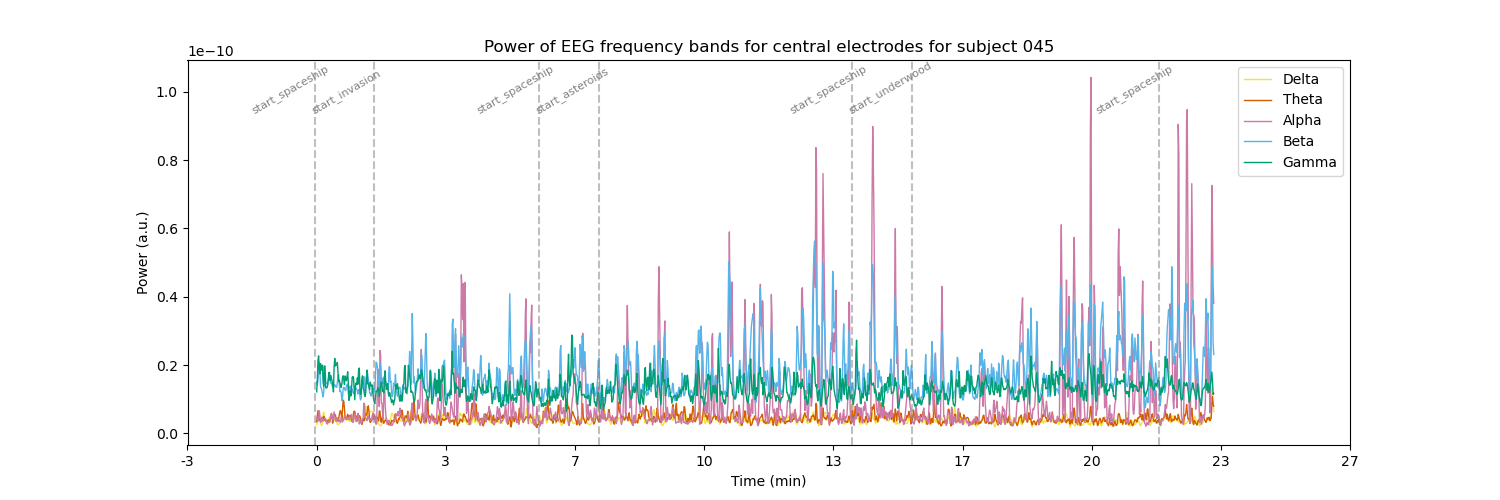 Power of EEG frequency bands for central electrodes for subject 045
1e−10
start_spaceship
start_invasion
start_spaceship
start_asteroids
start_spaceship
start_underwood
start_spaceship
Delta
Theta
Alpha
Beta
Gamma
1.0
0.8
0.6
0.4
0.2
0.0
Power (a.u.)
-3
0
3
7
10
13
17
20
23
27
Time (min)